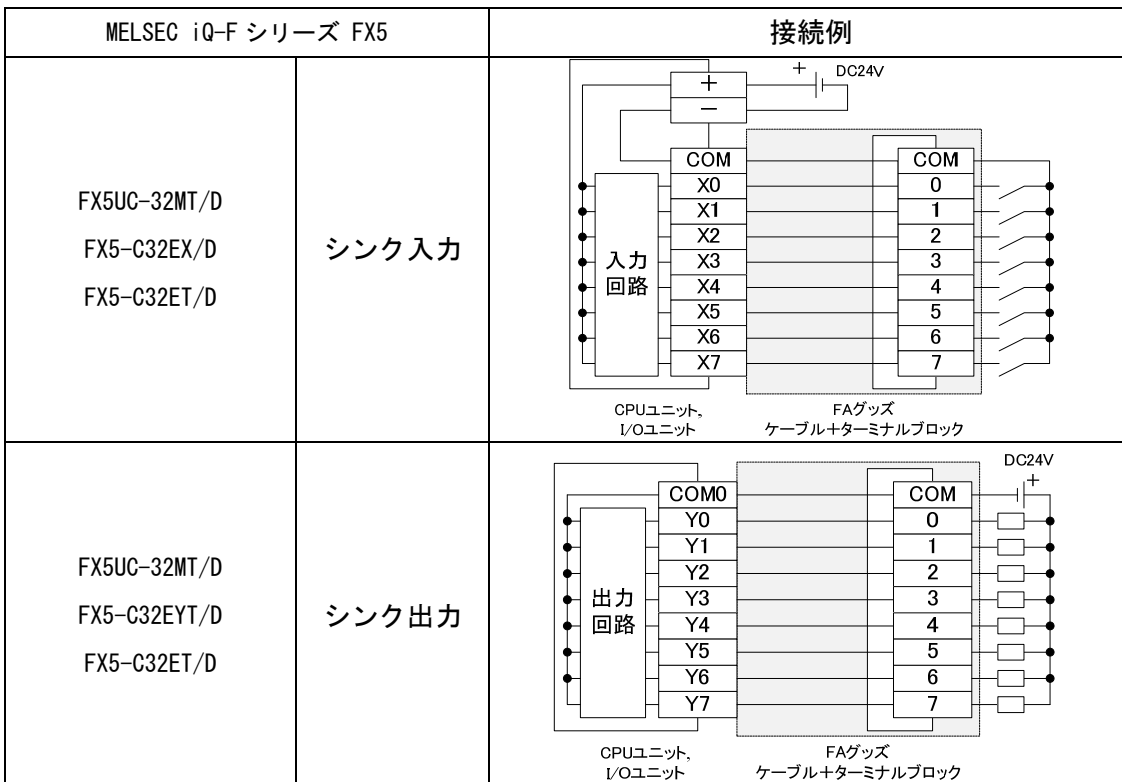 MELSEC iQ-F シリーズ FX5
接続例
FX5UC-32MT/D
FX5-C32EX/D
FX5-C32ET/D
シンク入力
+
DC24V
+
−
COM
X0
X1
X2
X3
X4
X5
X6
X7
入力
回路
COM
0
1
2
3
4
5
6
7
CPUユニット,
I/Oユニット
FAグッズ
ケーブル+ターミナルブロック
FX5UC-32MT/D
FX5-C32EYT/D
FX5-C32ET/D
シンク出力
DC24V
+
COM0
Y0
Y1
Y2
Y3
Y4
Y5
Y6
Y7
出力
回路
COM
0
1
2
3
4
5
6
7
CPUユニット,
I/Oユニット
FAグッズ
ケーブル+ターミナルブロック